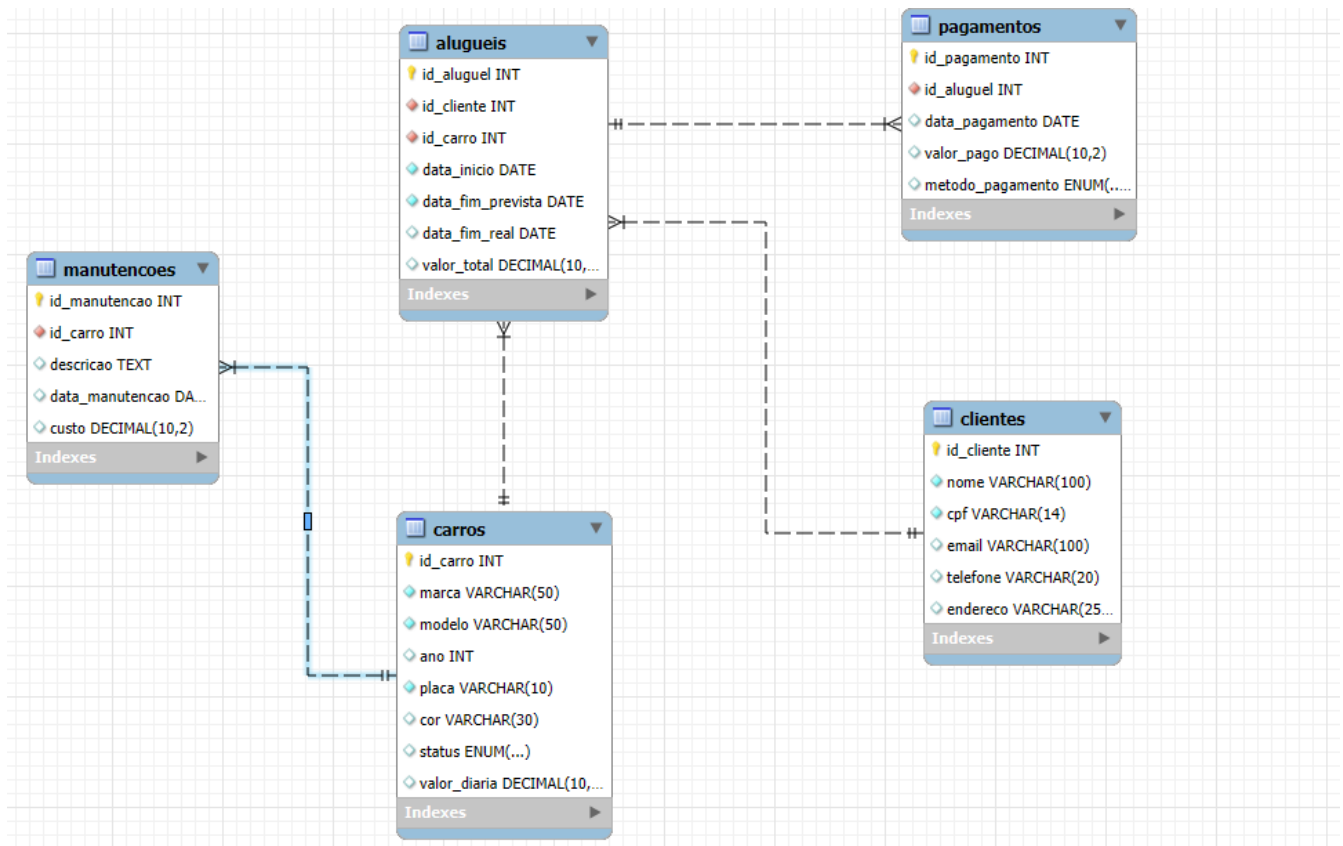 alugueis
id_aluguel INT
id_cliente INT
id_carro INT
data_inicio DATE
data_fim_prevista DATE
data_fim_real DATE
valor_total DECIMAL(10,...
Indexes
pagamentos
id_pagamento INT
id_aluguel INT
data_pagamento DATE
valor_pago DECIMAL(10,2)
metodo_pagamento ENUM(.....
Indexes
manutencoes
id_manutencao INT
id_carro INT
descricao TEXT
data_manutencao DA...
custo DECIMAL(10,2)
Indexes
carros
id_carro INT
marca VARCHAR(50)
modelo VARCHAR(50)
ano INT
placa VARCHAR(10)
cor VARCHAR(30)
status ENUM(...)
valor_diaria DECIMAL(10,...
Indexes
clientes
id_cliente INT
nome VARCHAR(100)
cpf VARCHAR(14)
email VARCHAR(100)
telefone VARCHAR(20)
endereco VARCHAR(25...
Indexes